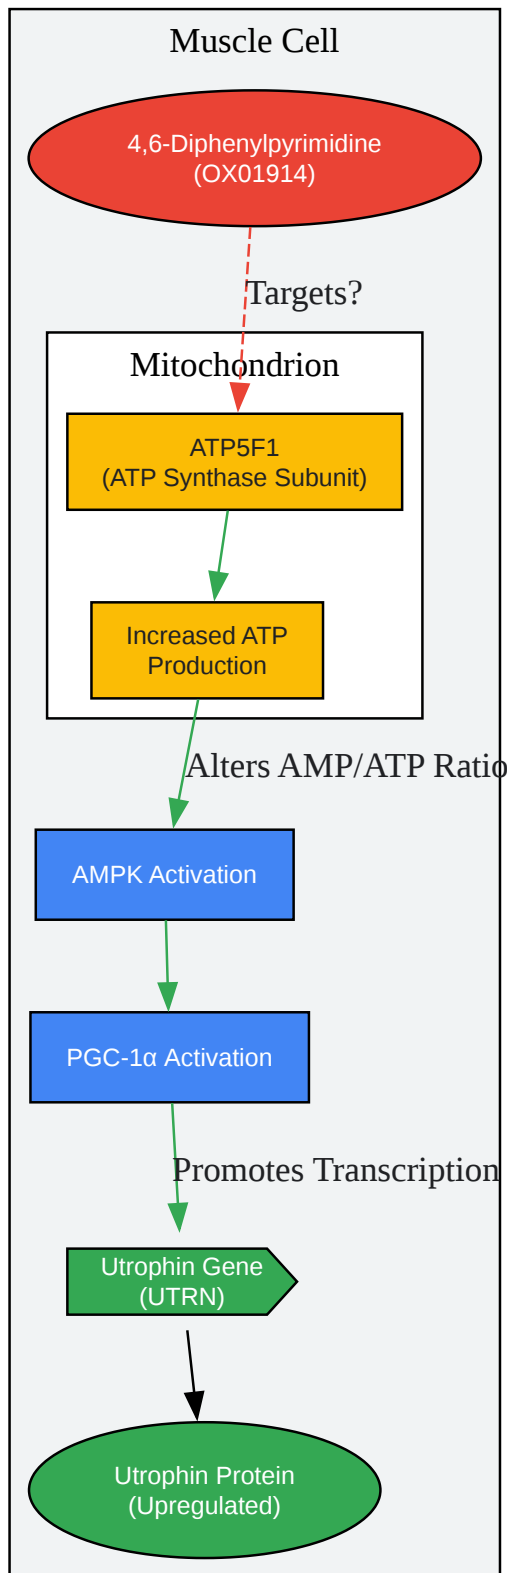 Muscle Cell
4,6-Diphenylpyrimidine
(OX01914)
Targets?
Mitochondrion
ATP5F1
(ATP Synthase Subunit)
Increased ATP
Production
Alters AMP/ATP Ratio
AMPK Activation
PGC-1α Activation
Promotes Transcription
Utrophin Gene
(UTRN)
Utrophin Protein
(Upregulated)